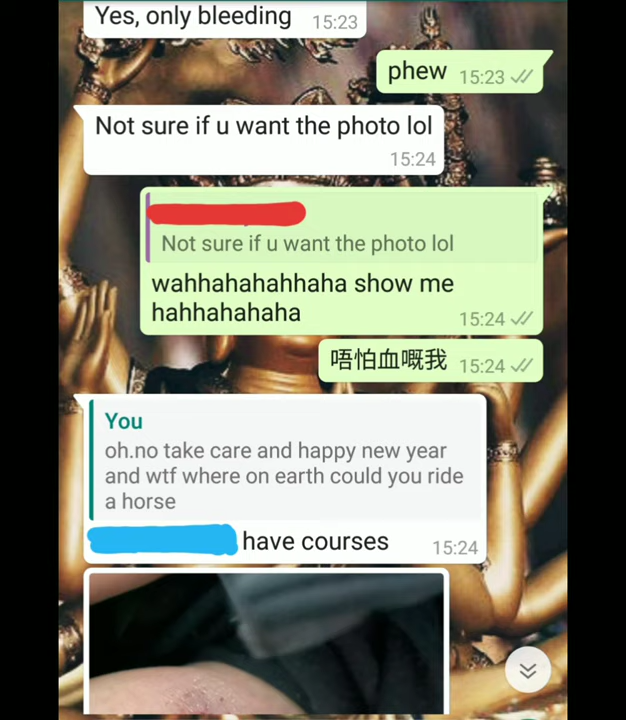 Yes, only bleeding 15:23
phew 15:23
Not sure if u want the photo lol
15:24
Not sure if u want the photo lol
wahhahahahhaha show me
hahhahahaha 15:24
唔怕血嘅我 15:24
You
oh.no take care and happy new year
and wtf where on earth could you ride
a horse
have courses 15:24